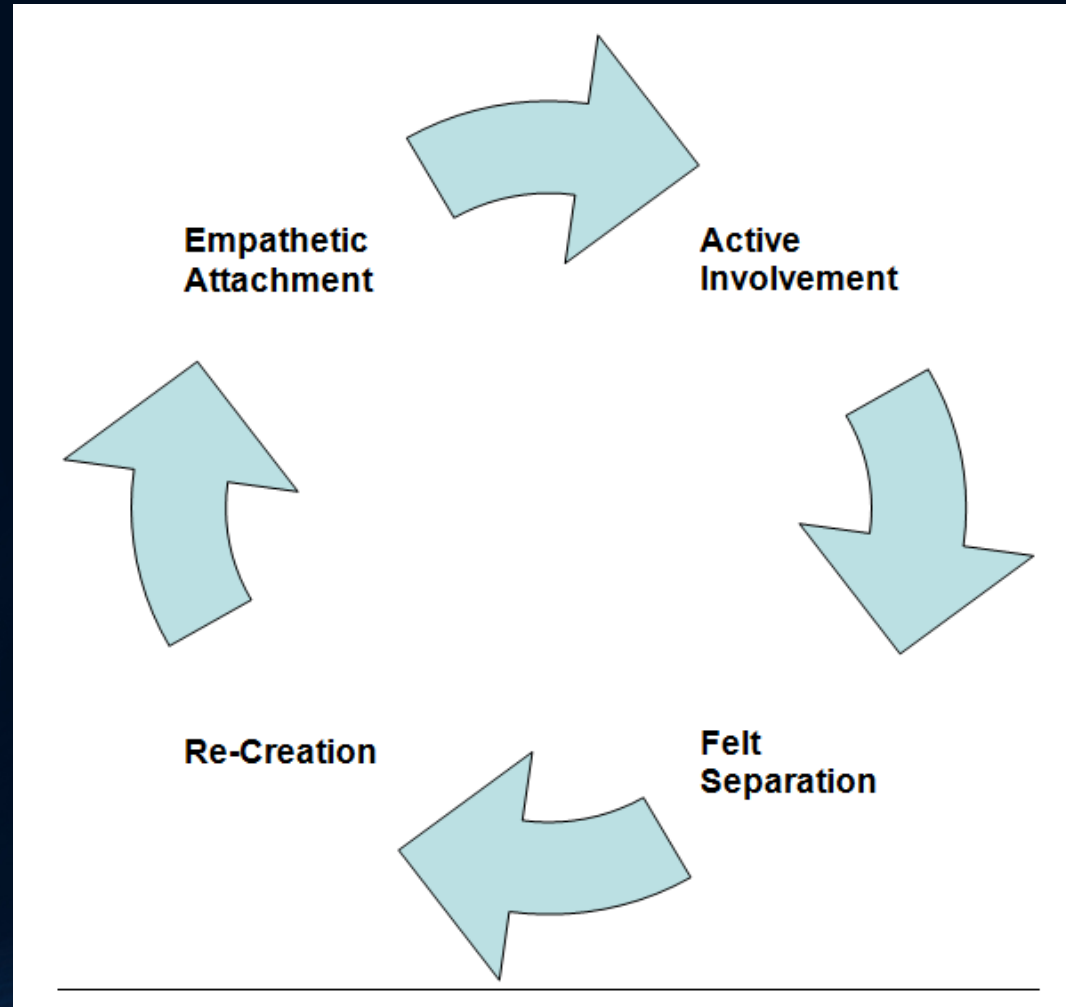 Empathetic
Attachment
Active
Involvement
Re-Creation
Felt
Separation